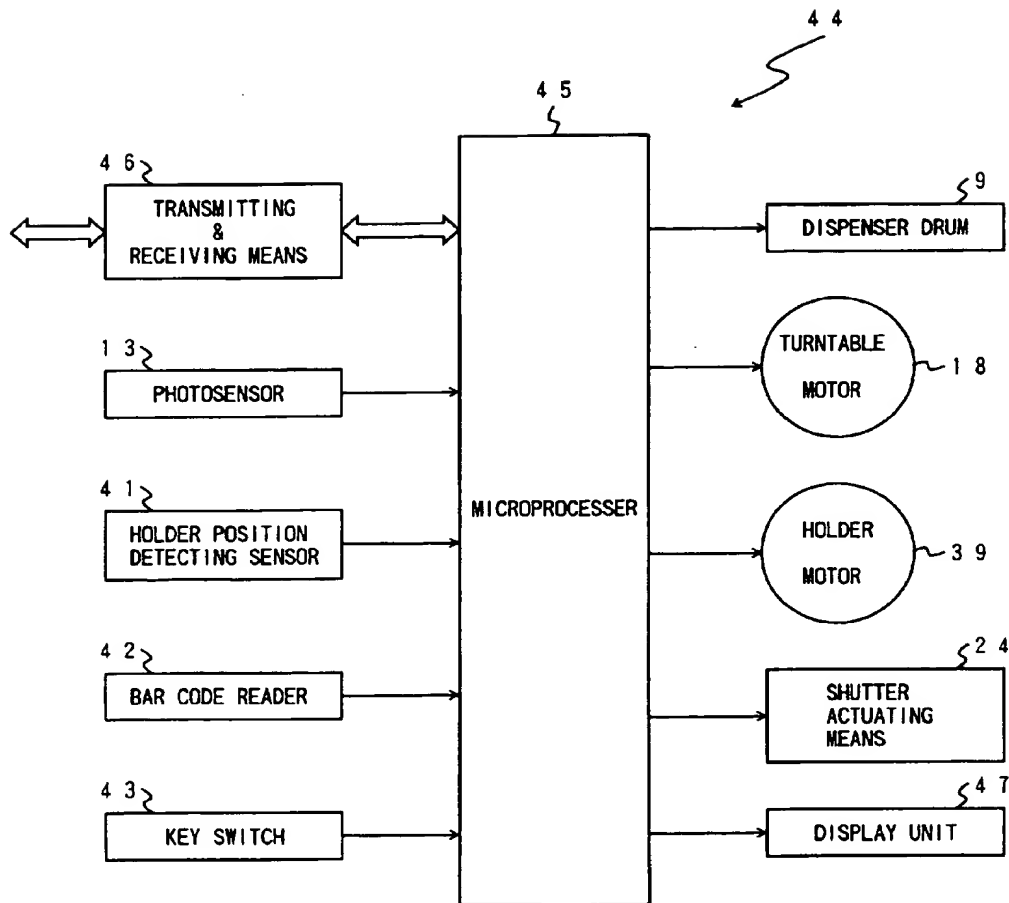 44
45
46
TRANSMITTING
&
RECEIVING MEANS
13
PHOTOSENSOR
41
HOLDER POSITION
DETECTING SENSOR
42
BAR CODE READER
43
KEY SWITCH
MICROPROCESSER
9
DISPENSER DRUM
TURNTABLE
MOTOR
18
HOLDER
MOTOR
39
24
SHUTTER
ACTUATING
MEANS
47
DISPLAY UNIT